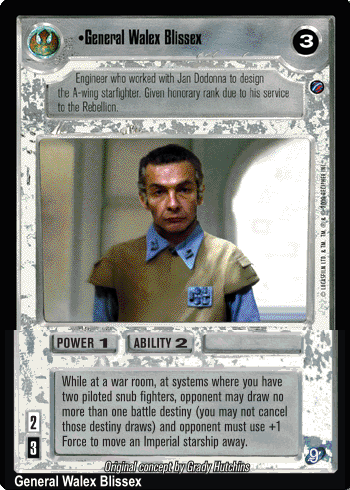 •General Walex Blissex
3
Engineer who worked with Jan Dodonna to design
the A-wing starfighter. Given honorary rank due to his service
to the Rebellion.
POWER 1 ABILITY 2
While at a war room, at systems where you have
two piloted snub fighters, opponent may draw no
more than one battle destiny (you may not cancel
those destiny draws) and opponent must use +1
Force to move an Imperial starship away.
2
3
Original concept by Grady Hutchins
General Walex Blissex